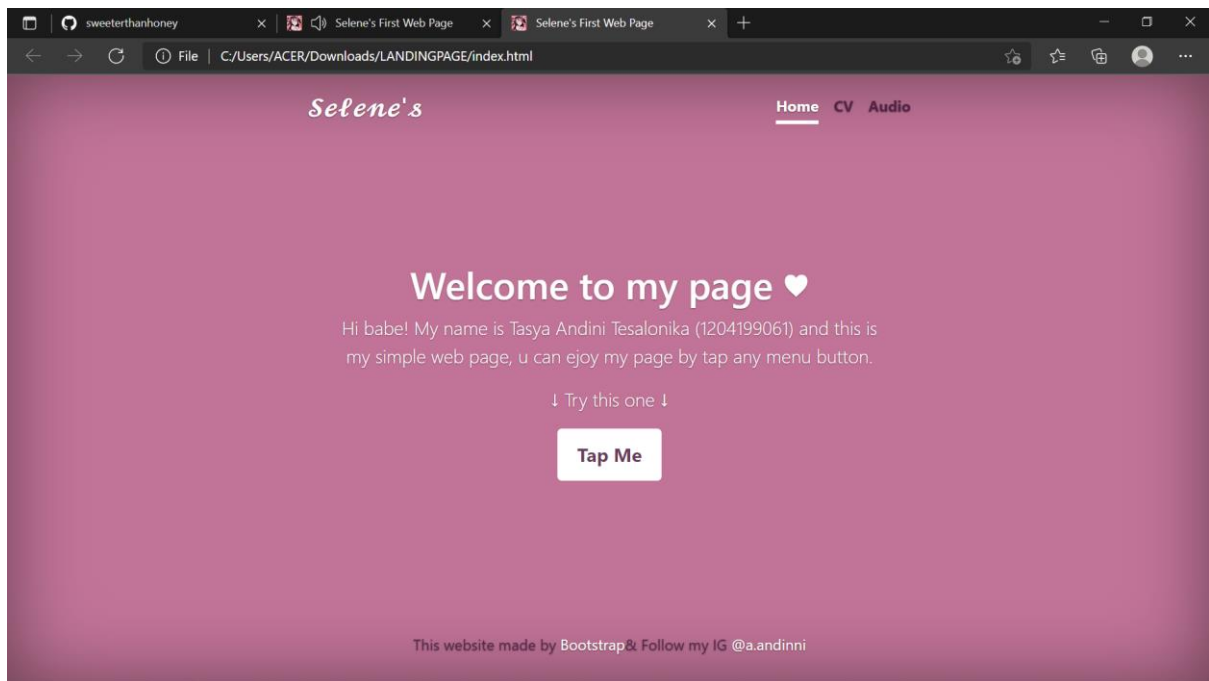 sweeterthanhoney
Selene's First Web Page
Selene's First Web Page
File | C:/Users/ACER/Downloads/LANDINGPAGE/index.html
Selene's
Home CV Audio
Welcome to my page ♥
Hi babe! My name is Tasya Andini Tesalonika (1204199061) and this is
my simple web page, u can ejoy my page by tap any menu button.
↓ Try this one ↓
Tap Me
This website made by Bootstrap& Follow my IG @a.andinni